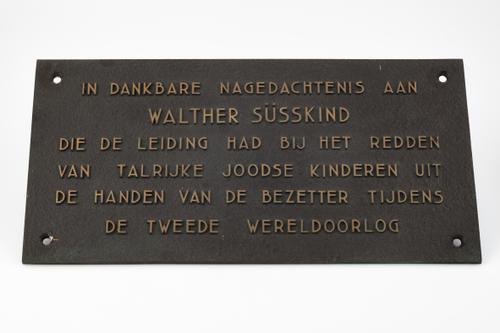 IN DANKBARE NAGEDACHTENIS AAN
WALTHER SÜSSKIND
DIE DE LEIDING HAD BIJ HET REDDEN
VAN TALRIJKE JOODSE KINDEREN UIT
DE HANDEN VAN DE BEZETTER TIJDENS
DE TWEEDE WERELDOORLOG